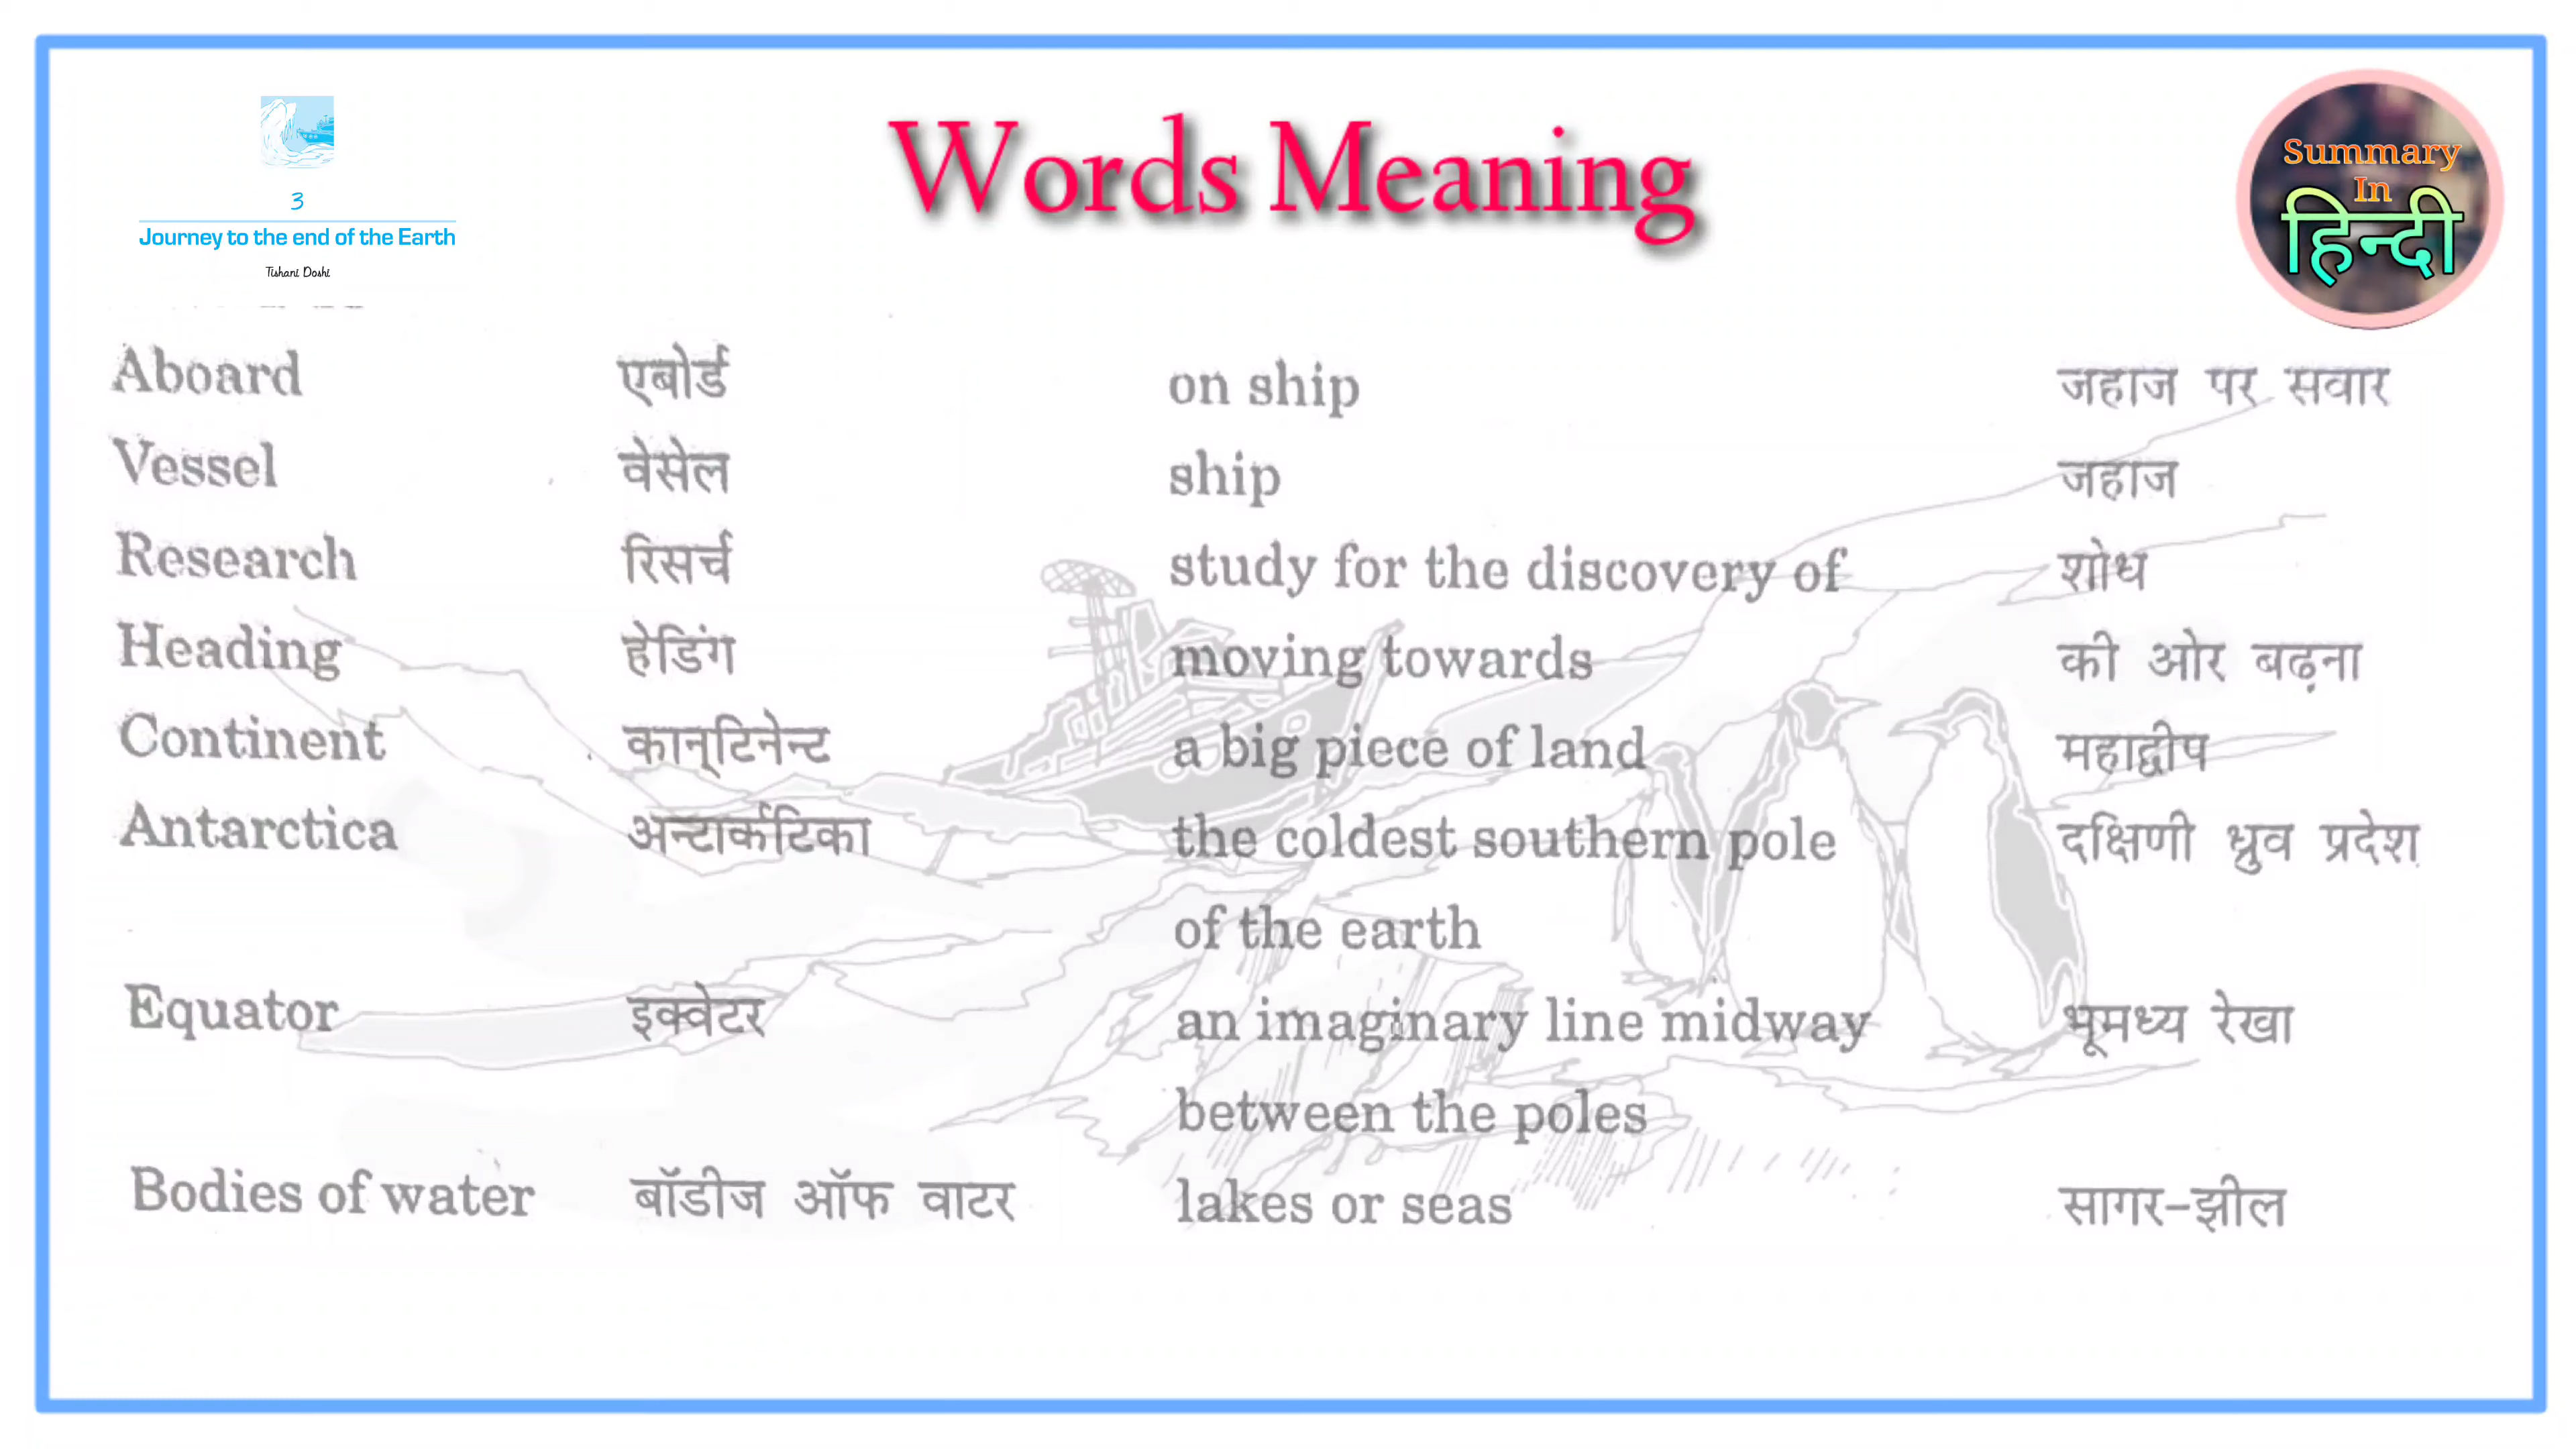 3
Journey to the end of the Earth
Tishani Doshi
Words Meaning
Summary
In
हिन्दी
Aboard एबोर्ड on ship जहाज पर सवार
Vessel वेसेल ship जहाज
Research रिसर्च study for the discovery of शोध
Heading हेडिंग moving towards की ओर बढ़ना
Continent कान्‌टिनेन्ट a big piece of land महाद्वीप
Antarctica अन्टार्कटिका the coldest southern pole दक्षिणी ध्रुव प्रदेश
of the earth
Equator इक्वेटर an imaginary line midway भूमध्य रेखा
between the poles
Bodies of water बॉडीज ऑफ वाटर lakes or seas सागर-झील